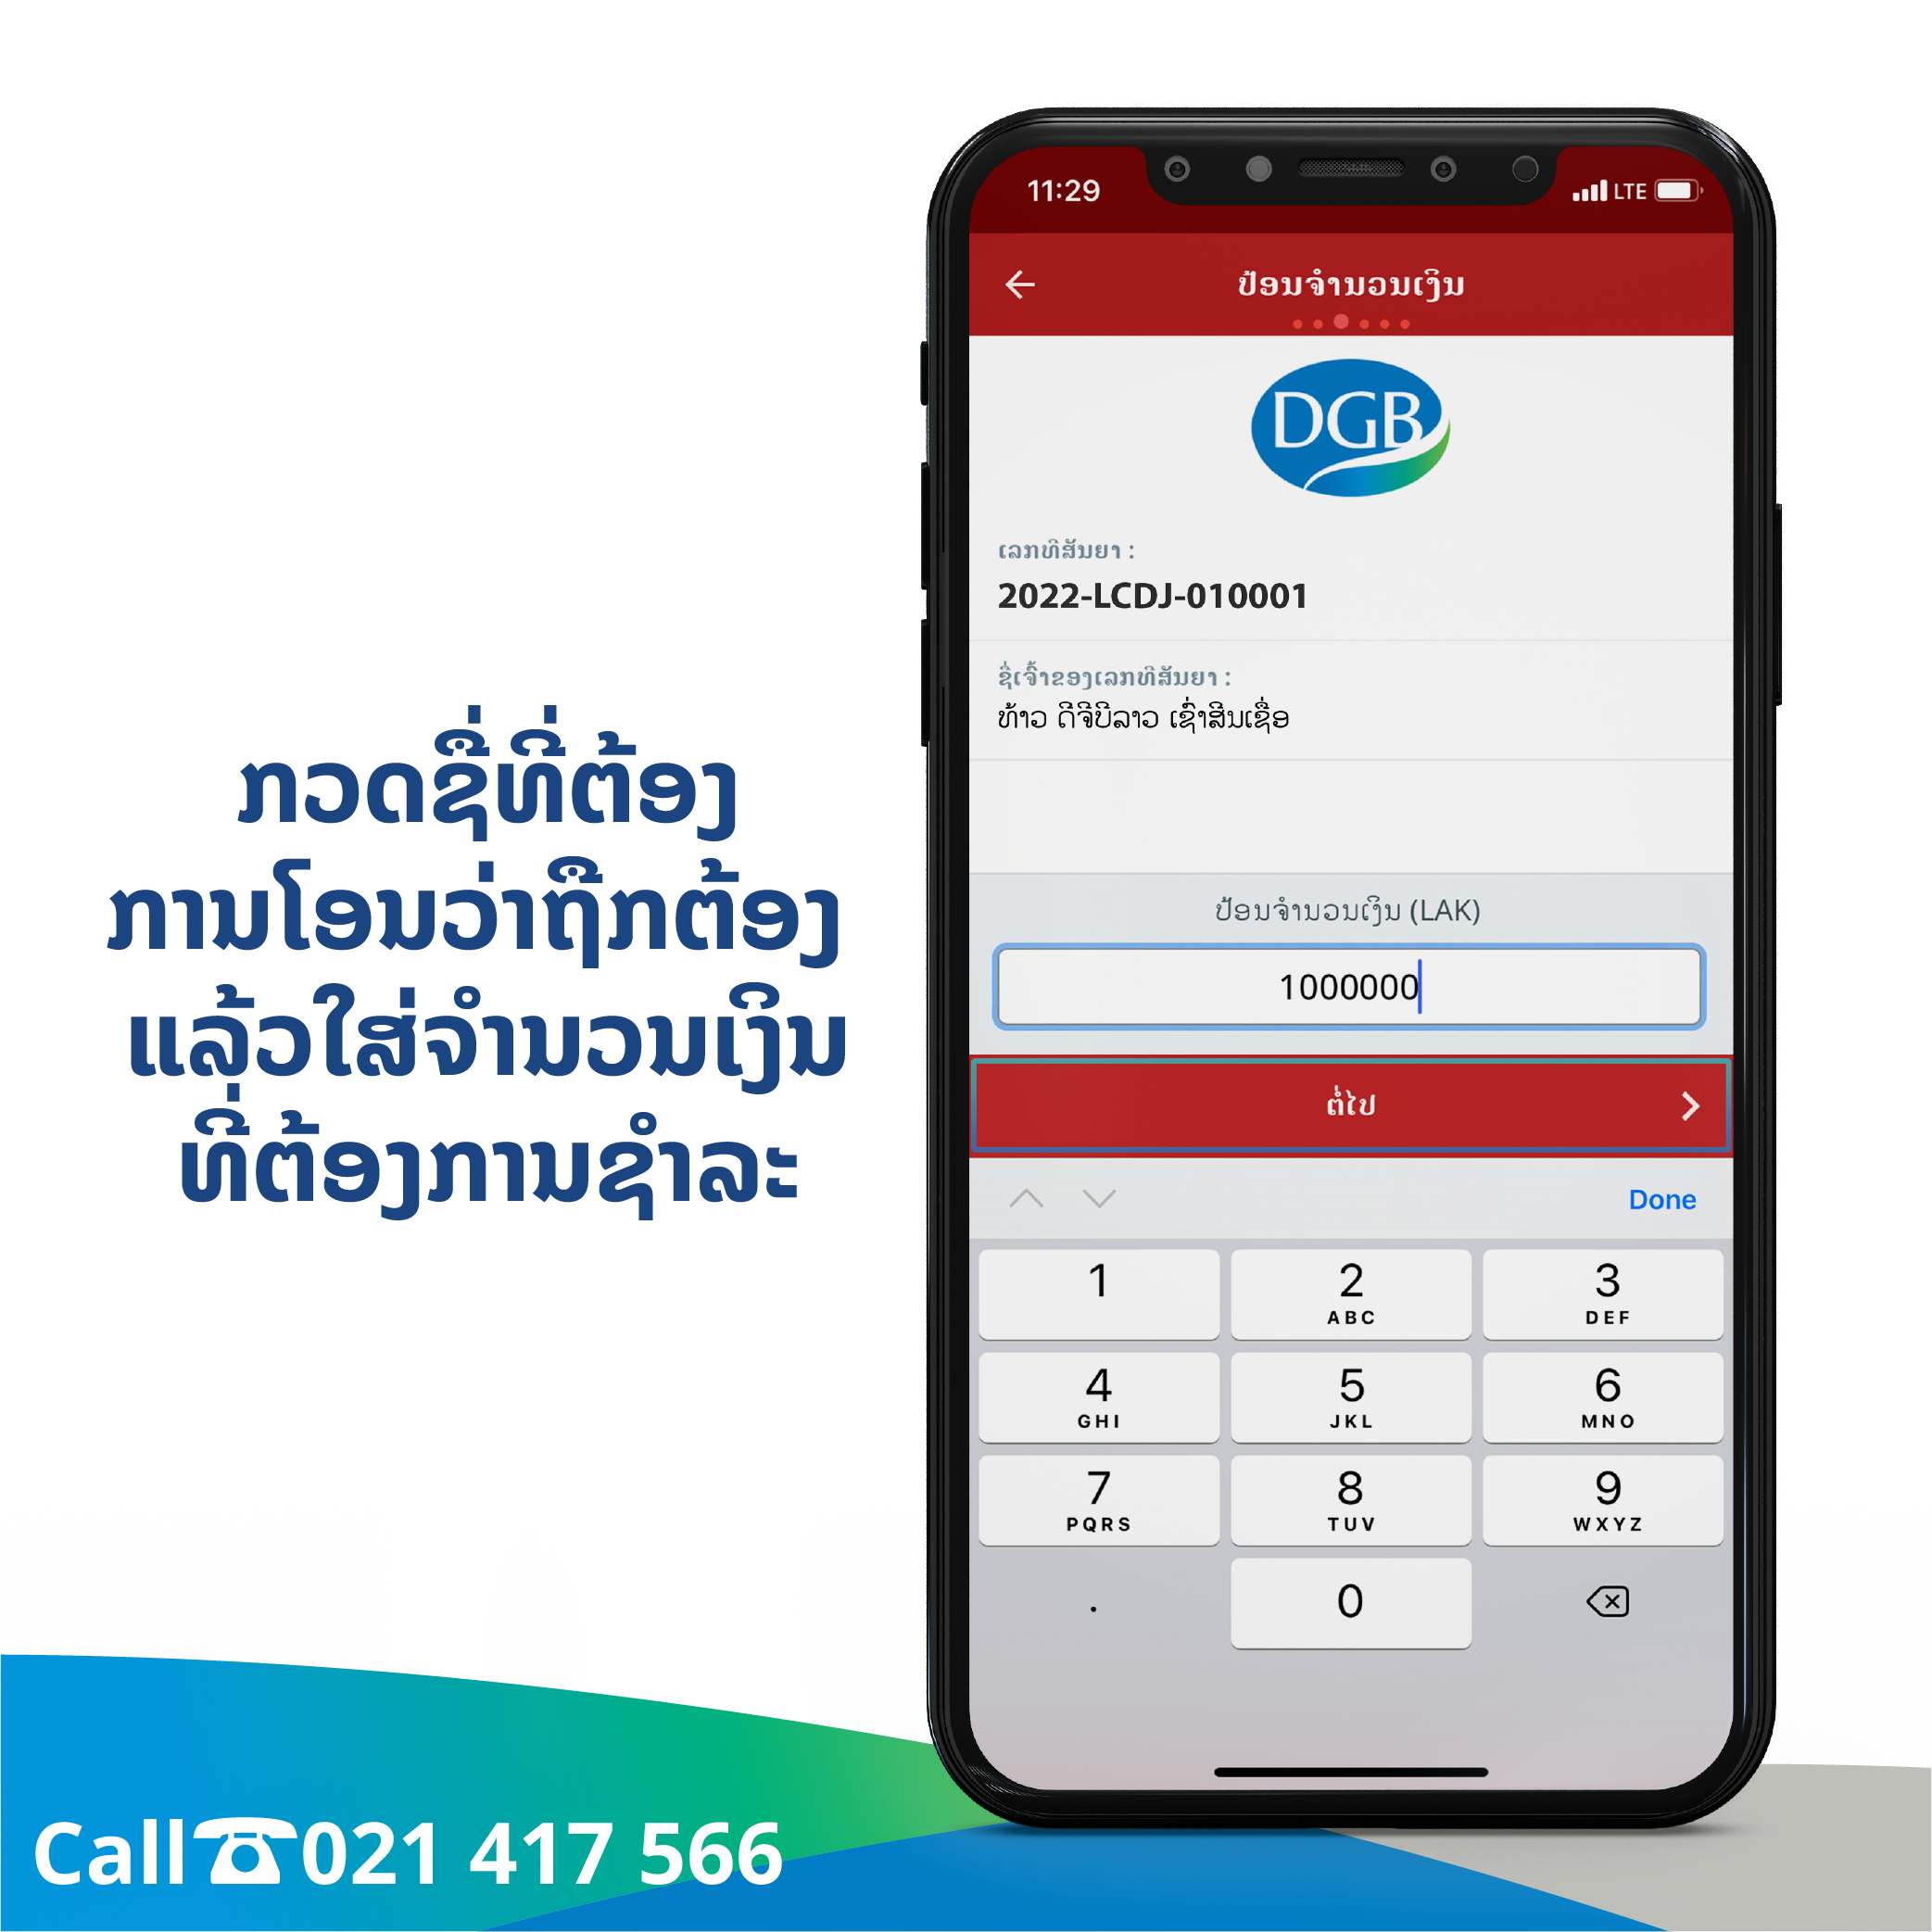 ກວດຊື່ທີ່ຕ້ອງ
ການໂອນວ່າຖືກຕ້ອງ
ແລ້ວໃສ່ຈຳນວນເງິນ
ທີ່ຕ້ອງການຊຳລະ
Call☎021 417 566
11:29
LTE
ປ້ອນຈຳນວນເງິນ
DGB
ເລກທີສັນຍາ :
2022-LCDJ-010001
ຊື່ເຈົ້າຂອງເລກທີສັນຍາ :
ທ້າວ ດີຈີບີລາວ ເຊົ່າສິນເຊື່ອ
ປ້ອນຈຳນວນເງິນ (LAK)
1000000
ຕໍ່ໄປ
Done
1 2 3
ABC DEF
4 5 6
GHI JKL MNO
7 8 9
PQRS TUV WXYZ
. 0